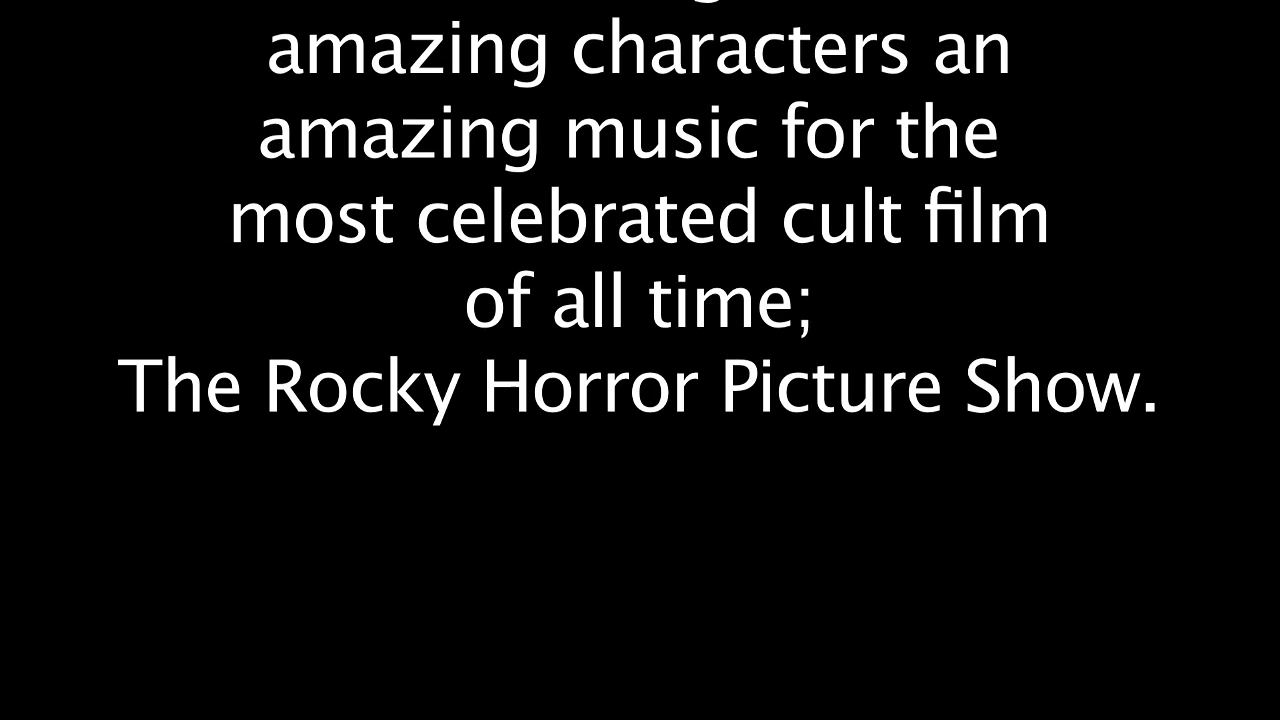 amazing characters an
amazing music for the
most celebrated cult film
of all time;
The Rocky Horror Picture Show.